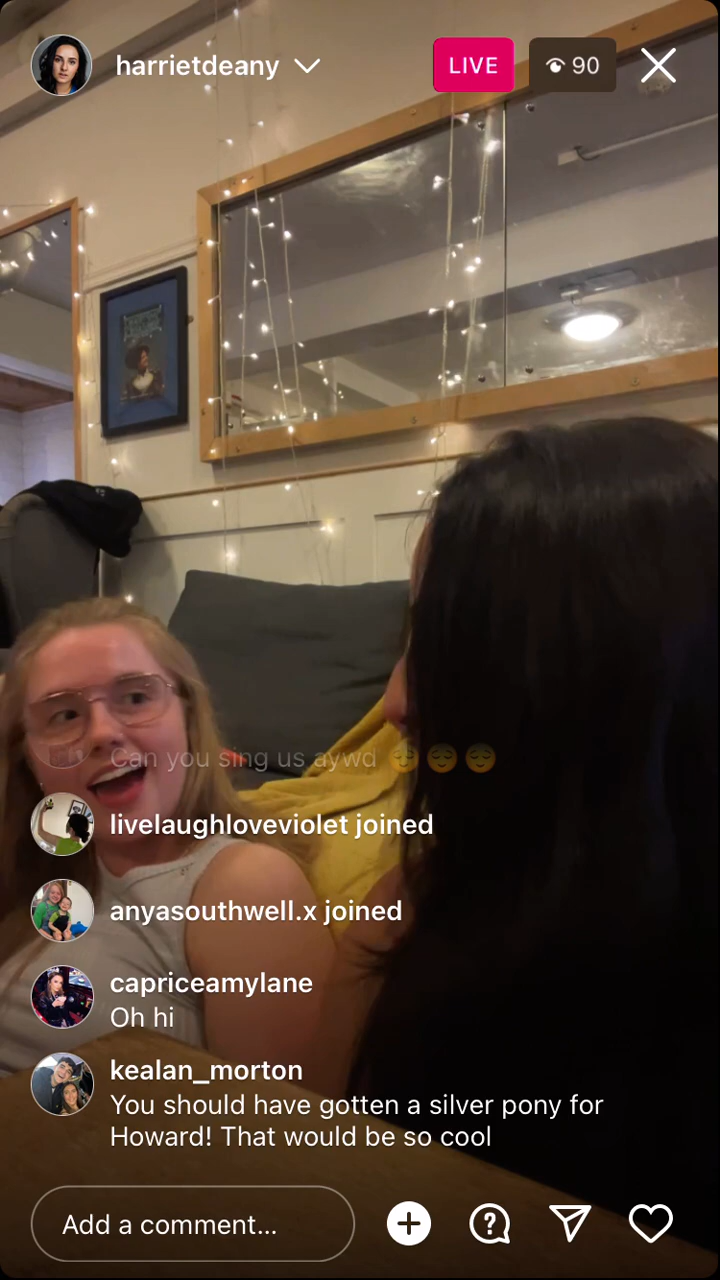 harrietdeany
LIVE
90
Can you sing us aywd 😌😌😌
livelaughloveviolet joined
anyasouthwell.x joined
capriceamylane
Oh hi
kealan_morton
You should have gotten a silver pony for
Howard! That would be so cool
Add a comment...